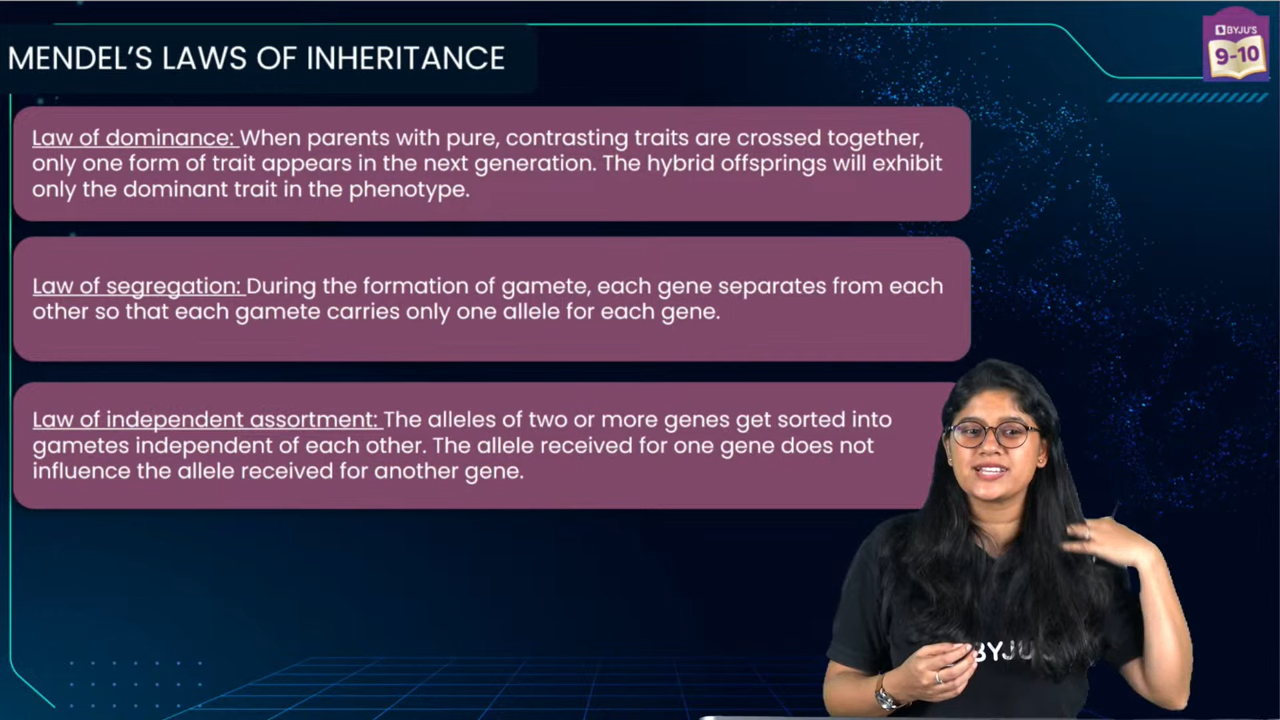 MENDEL'S LAWS OF INHERITANCE
BYJU'S
9-10
Law of dominance: When parents with pure, contrasting traits are crossed together,
only one form of trait appears in the next generation. The hybrid offsprings will exhibit
only the dominant trait in the phenotype.
Law of segregation: During the formation of gamete, each gene separates from each
other so that each gamete carries only one allele for each gene.
Law of independent assortment: The alleles of two or more genes get sorted into
gametes independent of each other. The allele received for one gene does not
influence the allele received for another gene.
BYJU